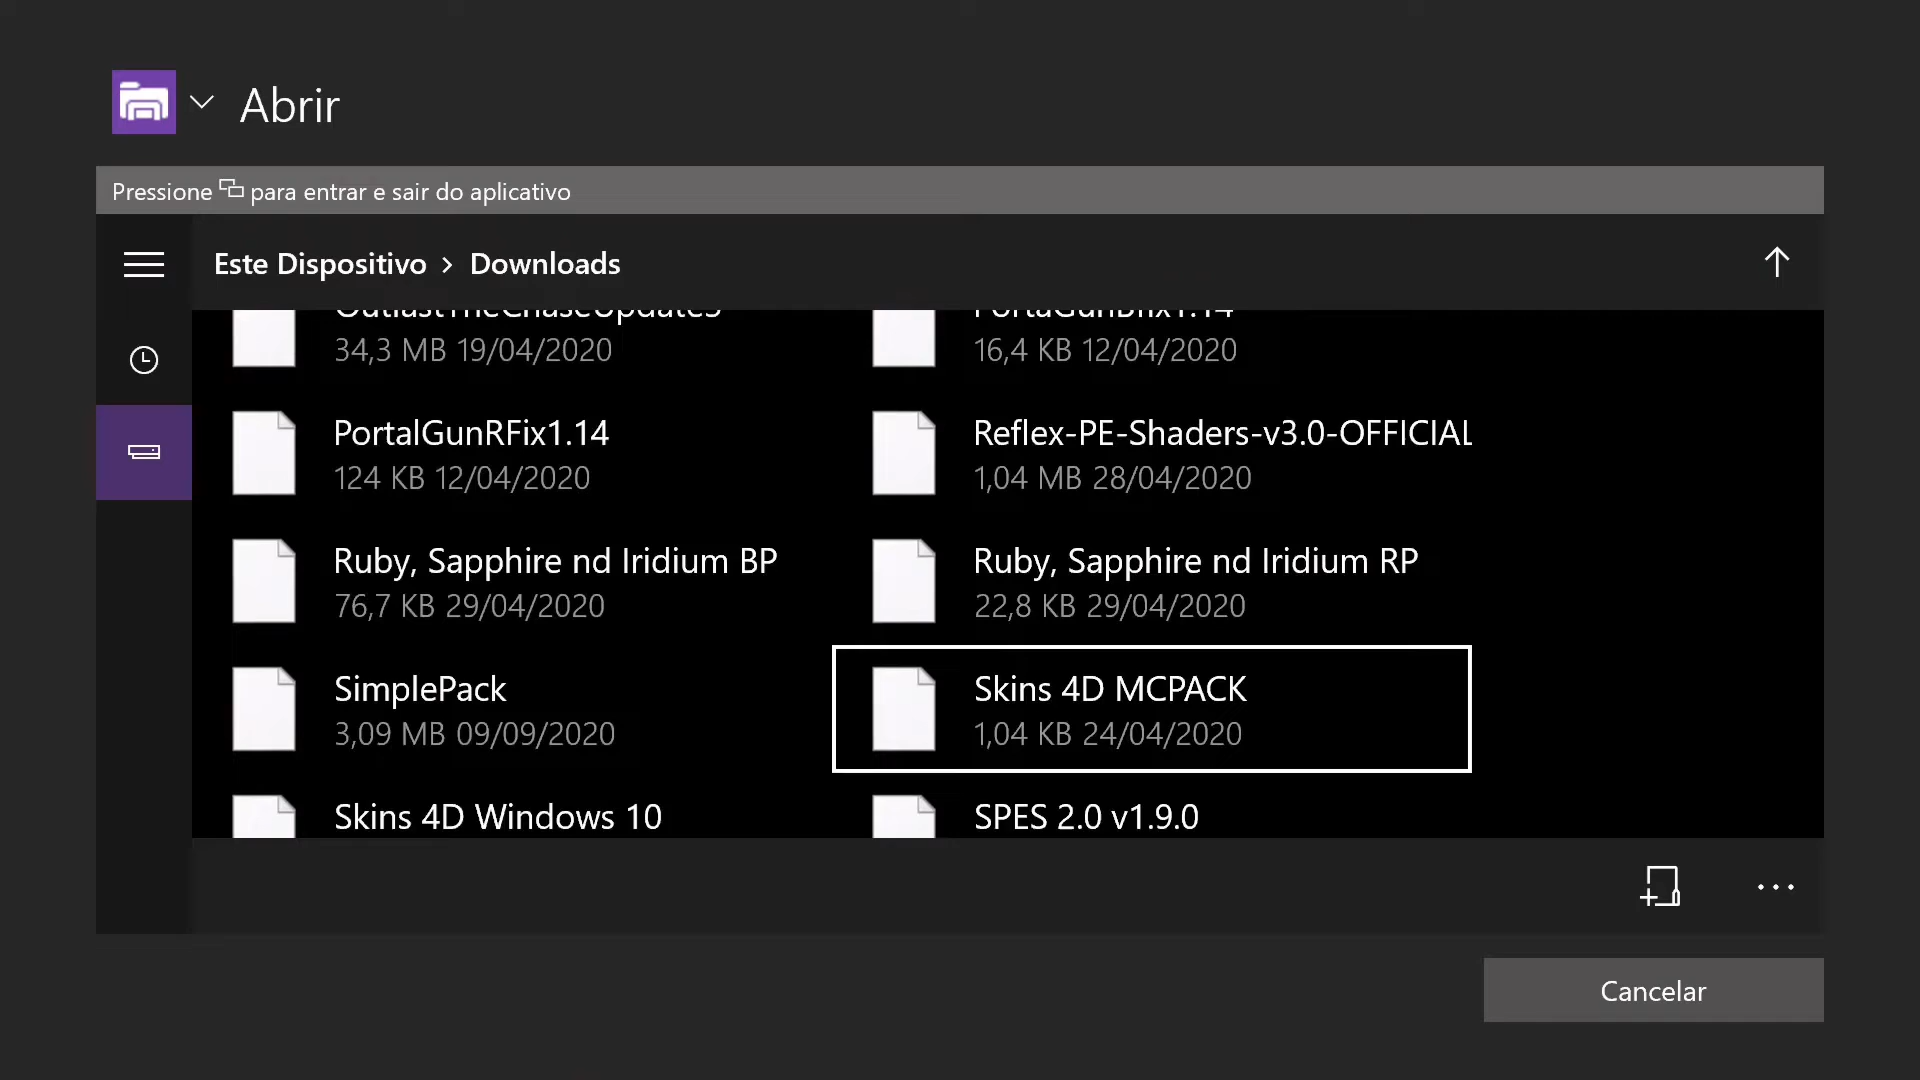 Abrir
Pressione para entrar e sair do aplicativo
Este Dispositivo > Downloads
OutlastTheChaseUpdate3
34,3 MB 19/04/2020
16,4 KB 12/04/2020
PortalGunRFix1.14
124 KB 12/04/2020
Reflex-PE-Shaders-v3.0-OFFICIAL
1,04 MB 28/04/2020
Ruby, Sapphire nd Iridium BP
76,7 KB 29/04/2020
Ruby, Sapphire nd Iridium RP
22,8 KB 29/04/2020
SimplePack
3,09 MB 09/09/2020
Skins 4D MCPACK
1,04 KB 24/04/2020
Skins 4D Windows 10
SPES 2.0 v1.9.0
Cancelar